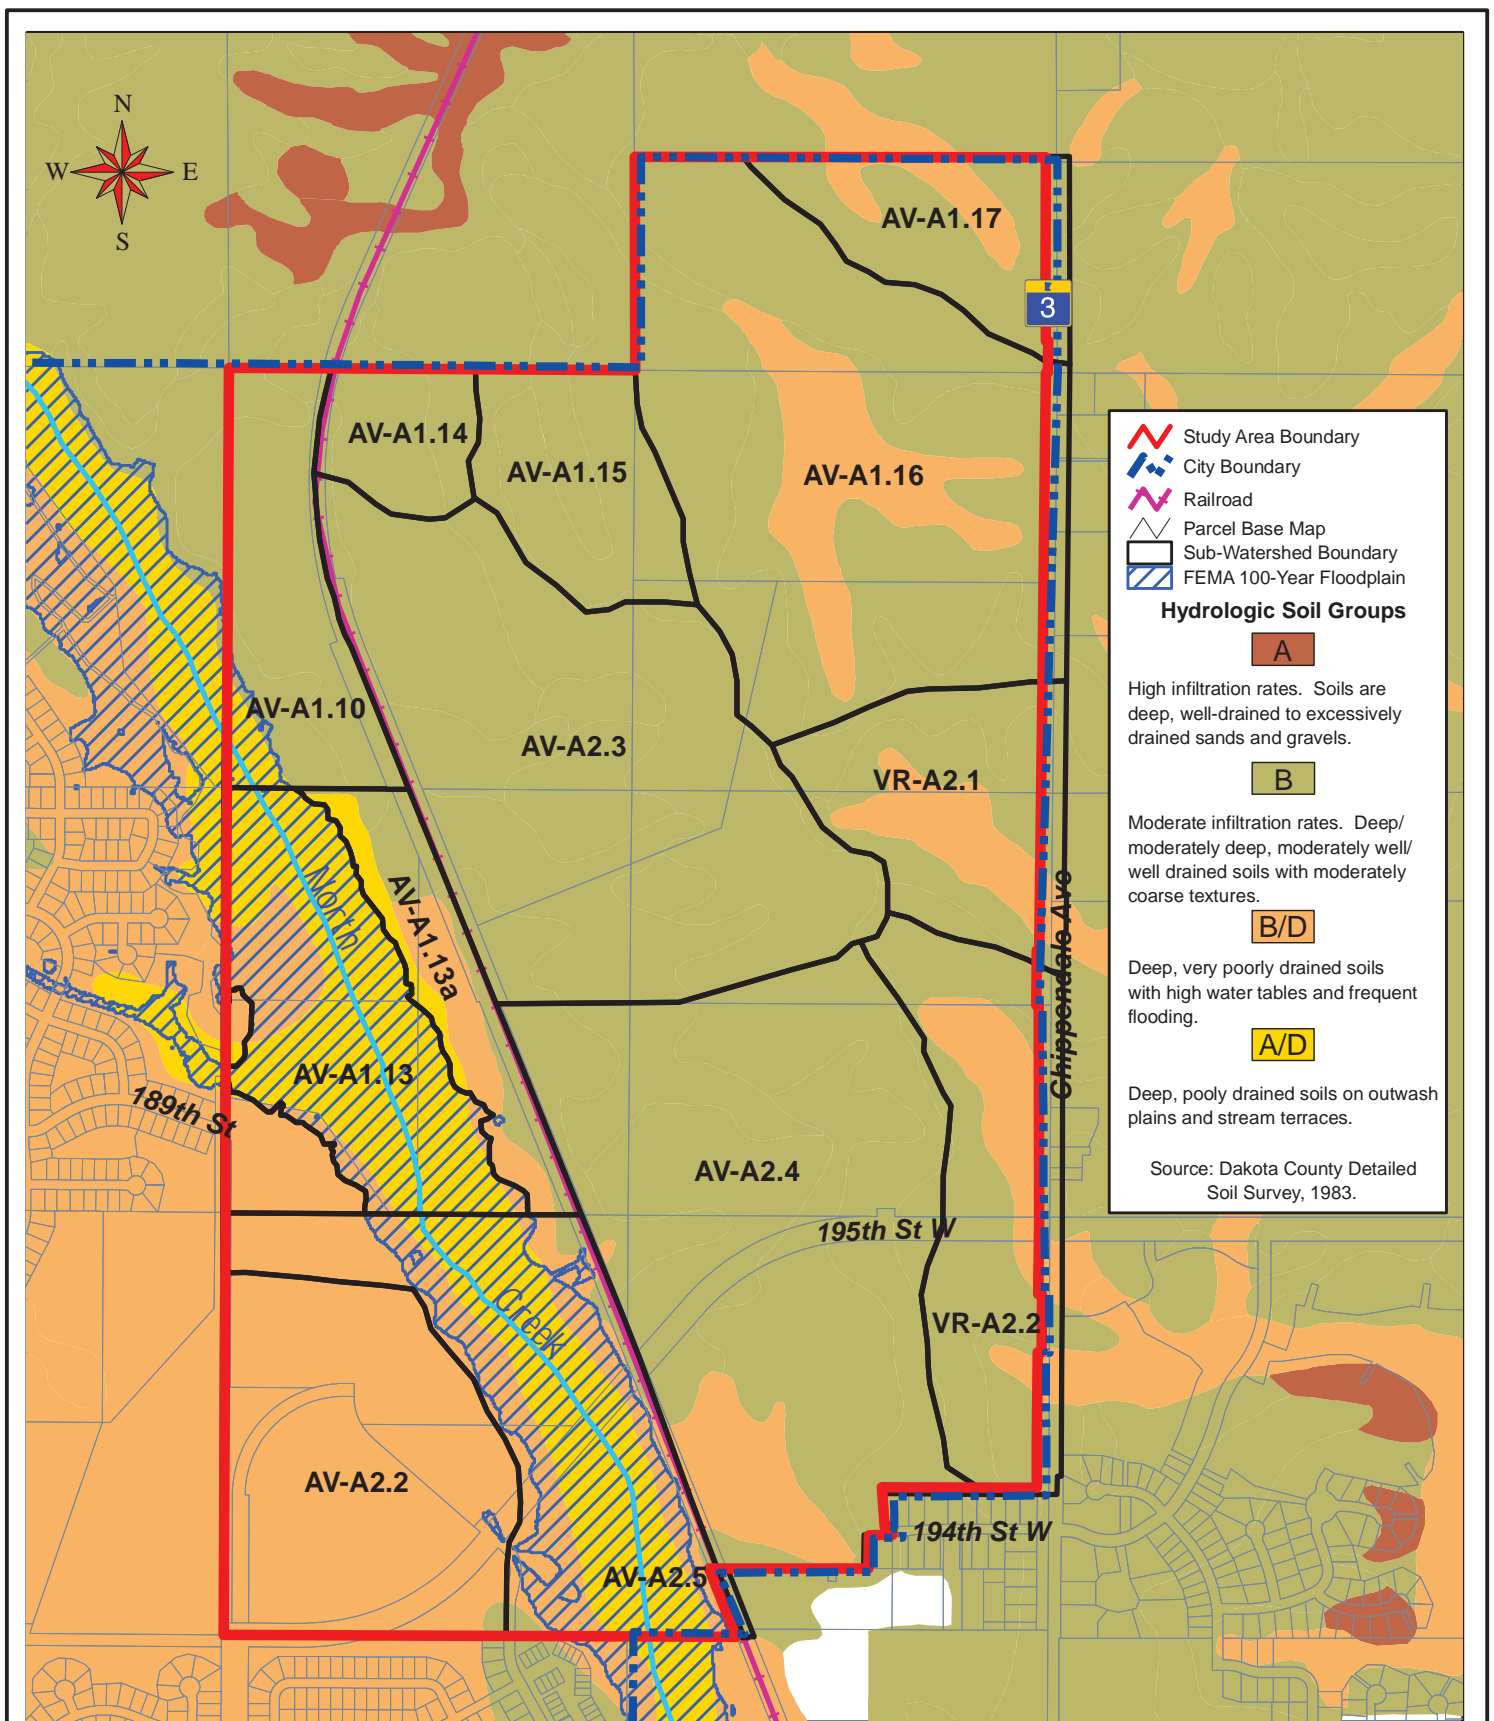 N
W E
S
AV-A1.17
3
AV-A1.14
AV-A1.15
AV-A1.16
AV-A1.10
AV-A2.3
VR-A2.1
North
AV-A1.13a
Chippendale Ave
AV-A1.13
189th St
AV-A2.4
195th St W
Creek
VR-A2.2
AV-A2.2
194th St W
AV-A2.5
Study Area Boundary
City Boundary
Railroad
Parcel Base Map
Sub-Watershed Boundary
FEMA 100-Year Floodplain
Hydrologic Soil Groups
A
High infiltration rates. Soils are
deep, well-drained to excessively
drained sands and gravels.
B
Moderate infiltration rates. Deep/
moderately deep, moderately well/
well drained soils with moderately
coarse textures.
B/D
Deep, very poorly drained soils
with high water tables and frequent
flooding.
A/D
Deep, pooly drained soils on outwash
plains and stream terraces.
Source: Dakota County Detailed
Soil Survey, 1983.